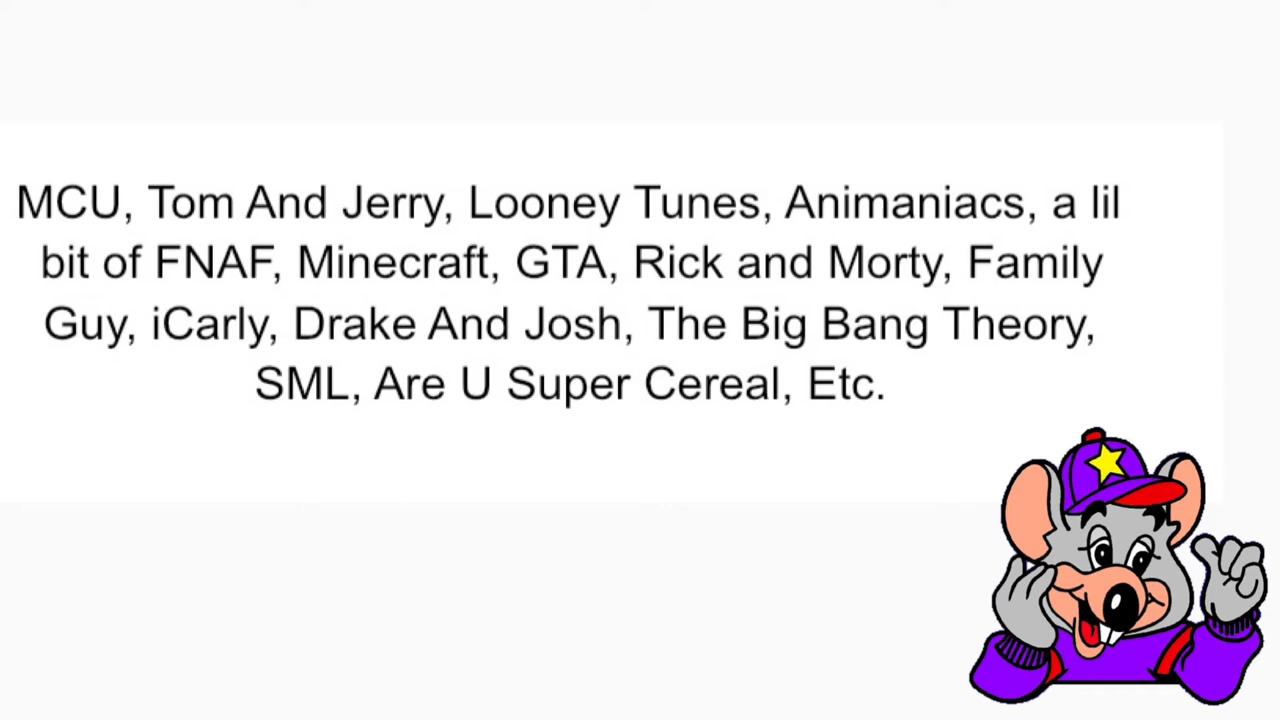 MCU, Tom And Jerry, Looney Tunes, Animaniacs, a lil
bit of FNAF, Minecraft, GTA, Rick and Morty, Family
Guy, iCarly, Drake And Josh, The Big Bang Theory,
SML, Are U Super Cereal, Etc.